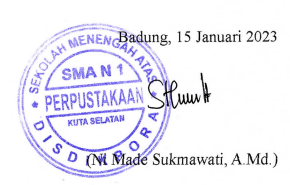 Badung, 15 Januari 2023
SEKOLAH MENENGAH ATAS
SMA N 1
PERPUSTAKAAN
KUTA SELATAN
DISDIKPORA
(Ni Made Sukmawati, A.Md.)